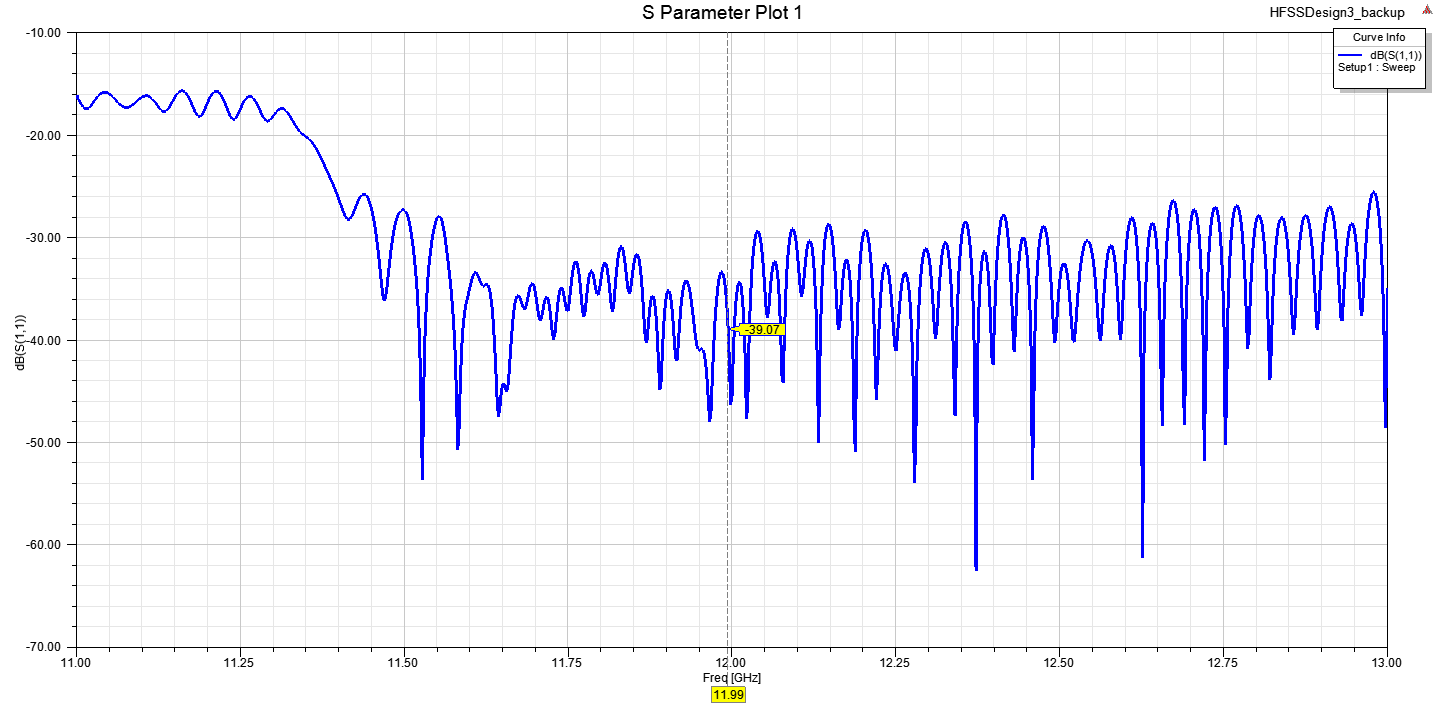 S Parameter Plot 1
HFSSDesign3_backup
Curve Info
dB(S(1,1))
Setup1 : Sweep
-10.00
-20.00
-30.00
-40.00
-50.00
-60.00
-70.00
dB(S(1,1))
-39.07
11.00
11.25
11.50
11.75
12.00
12.25
12.50
12.75
13.00
Freq [GHz]
11.99